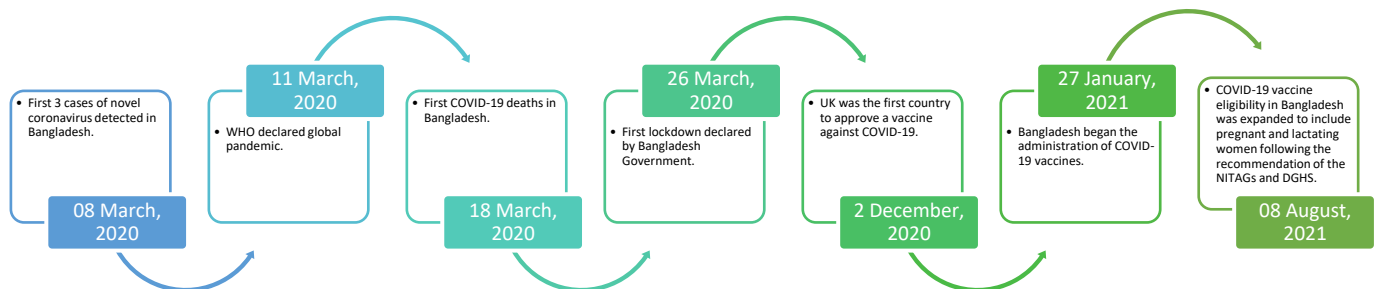 • First 3 cases of novel
coronavirus detected in
Bangladesh.
08 March,
2020
11 March,
2020
• WHO declared global
pandemic.
• First COVID-19 deaths in
Bangladesh.
18 March,
2020
26 March,
2020
• First lockdown declared
by Bangladesh
Government.
• UK was the first country
to approve a vaccine
against COVID-19.
2 December,
2020
27 January,
2021
• Bangladesh began the
administration of COVID-
19 vaccines.
• COVID-19 vaccine
eligibility in Bangladesh
was expanded to include
pregnant and lactating
women following the
recommendation of the
NITAGs and DGHS.
08 August,
2021